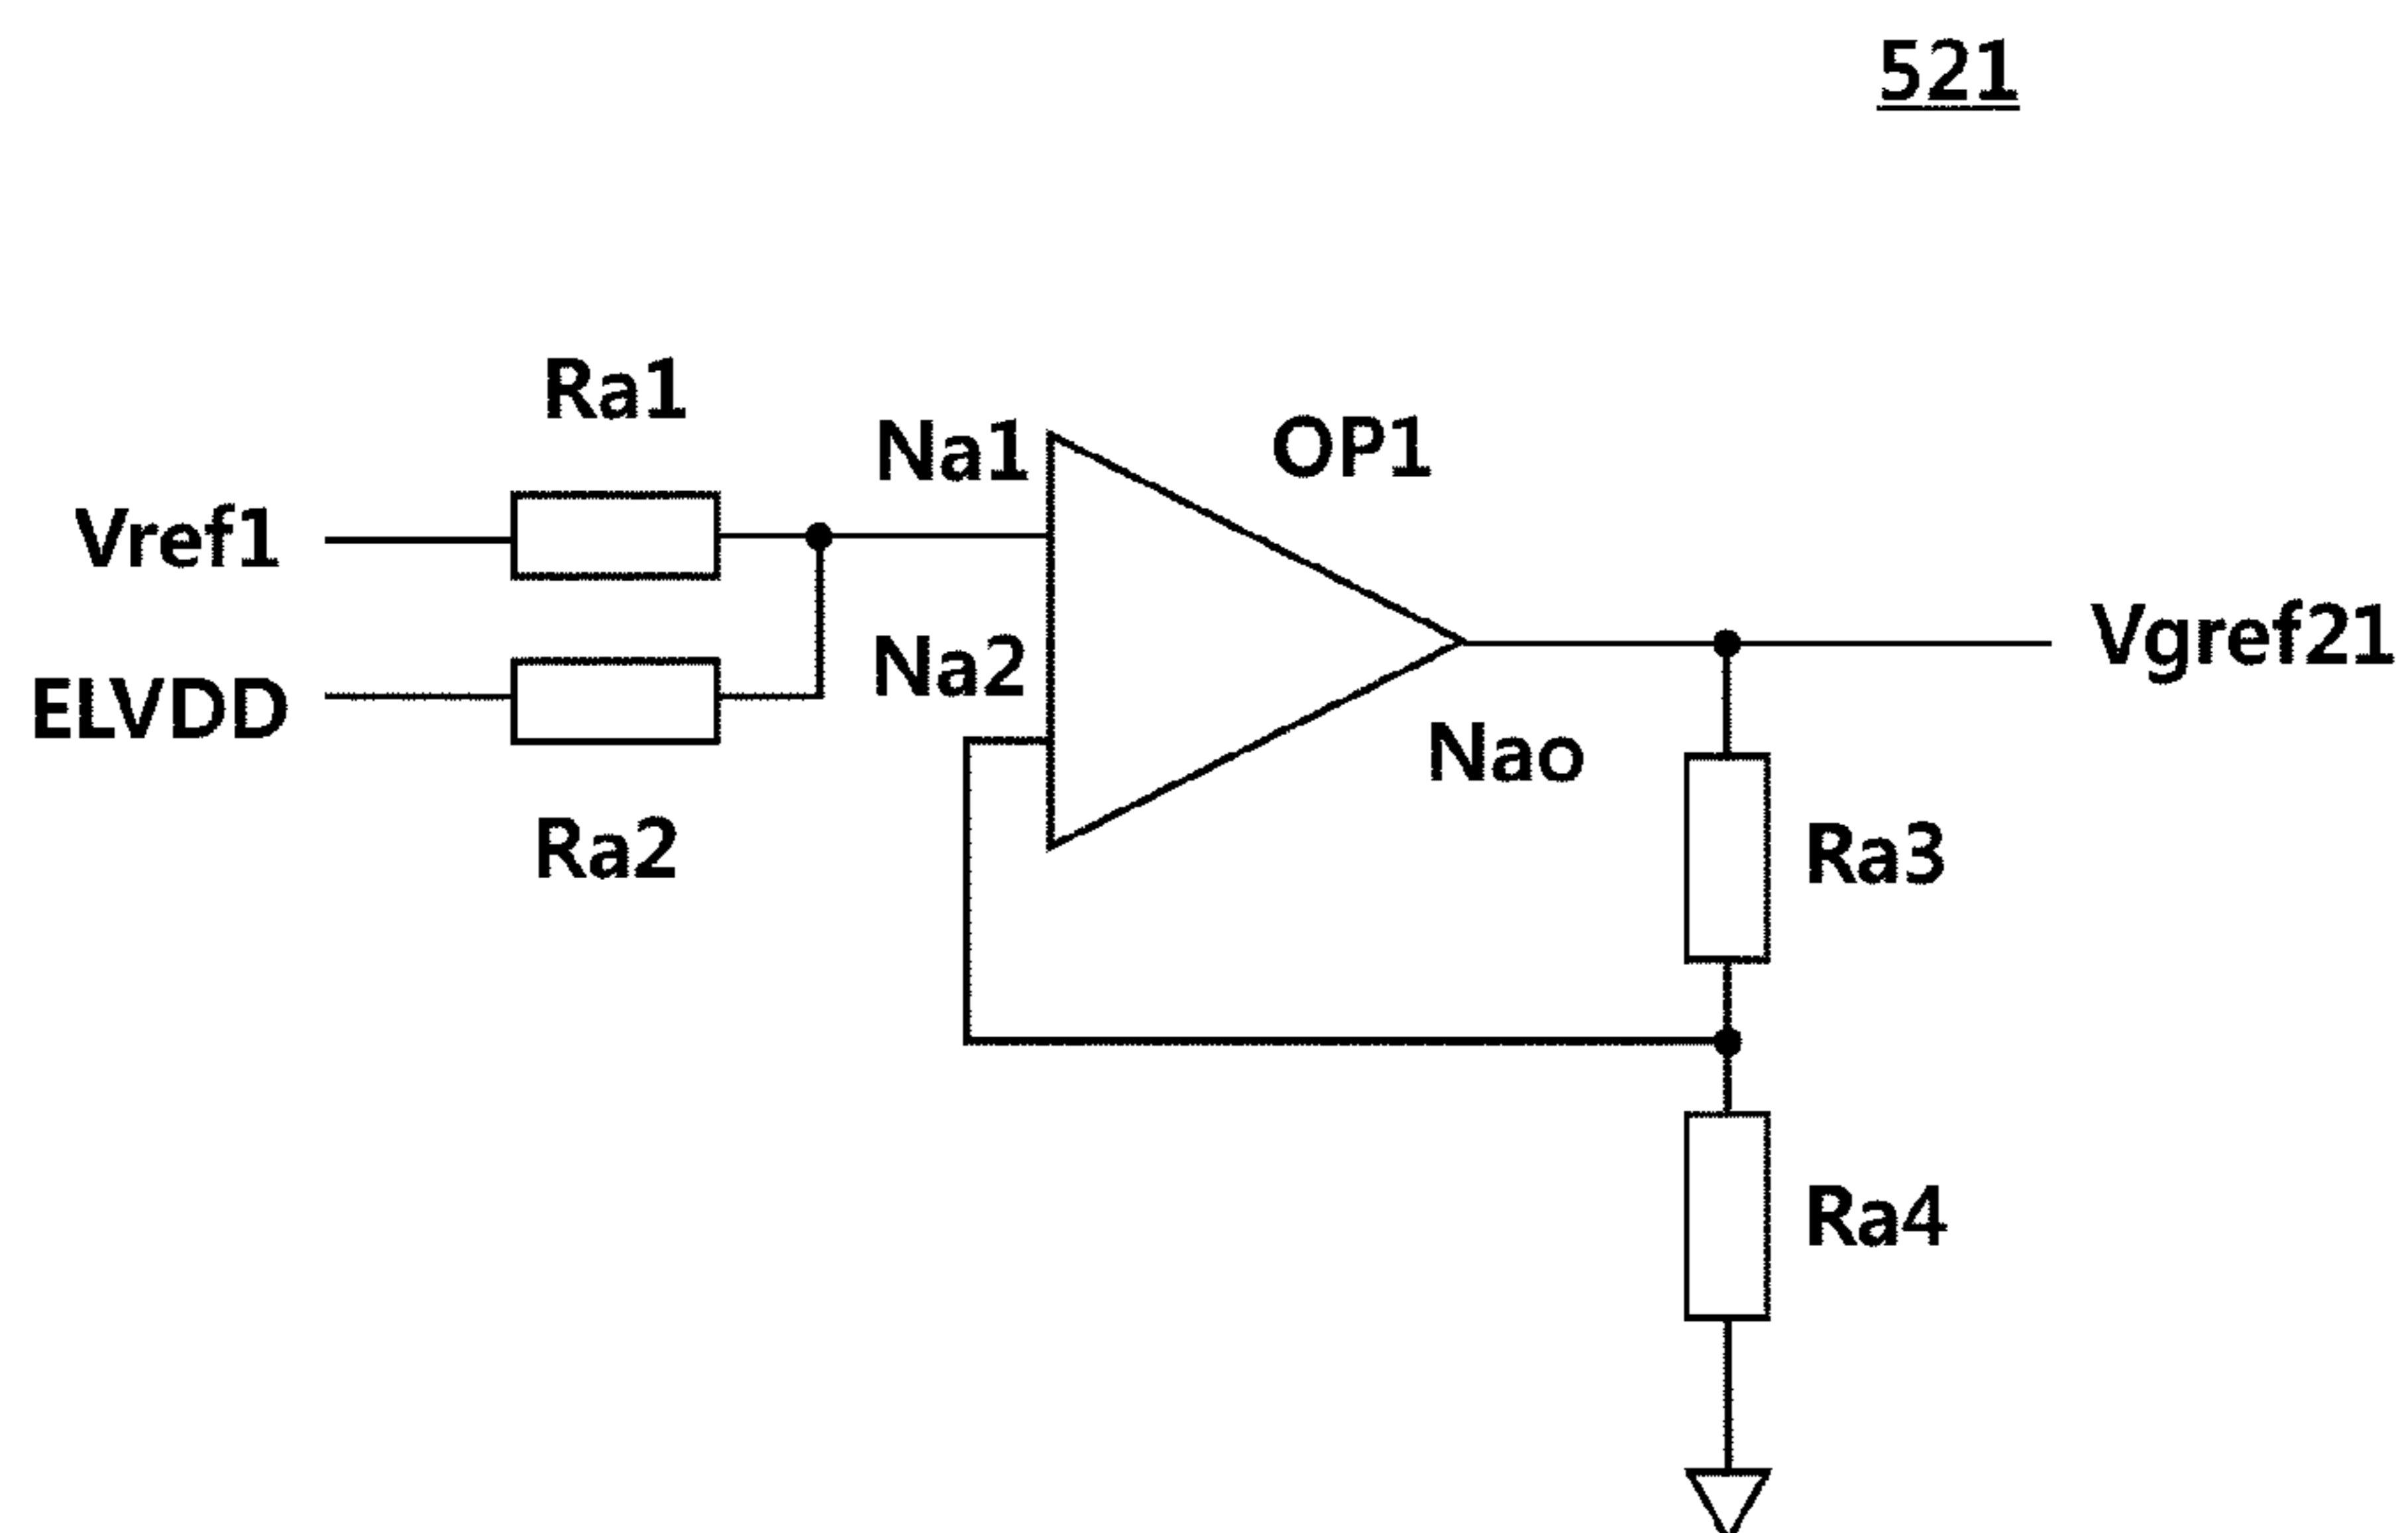 521
Ra1
Na1
OP1
Vref1
Na2
Vgref21
ELVDD
Nao
Ra2
Ra3
Ra4